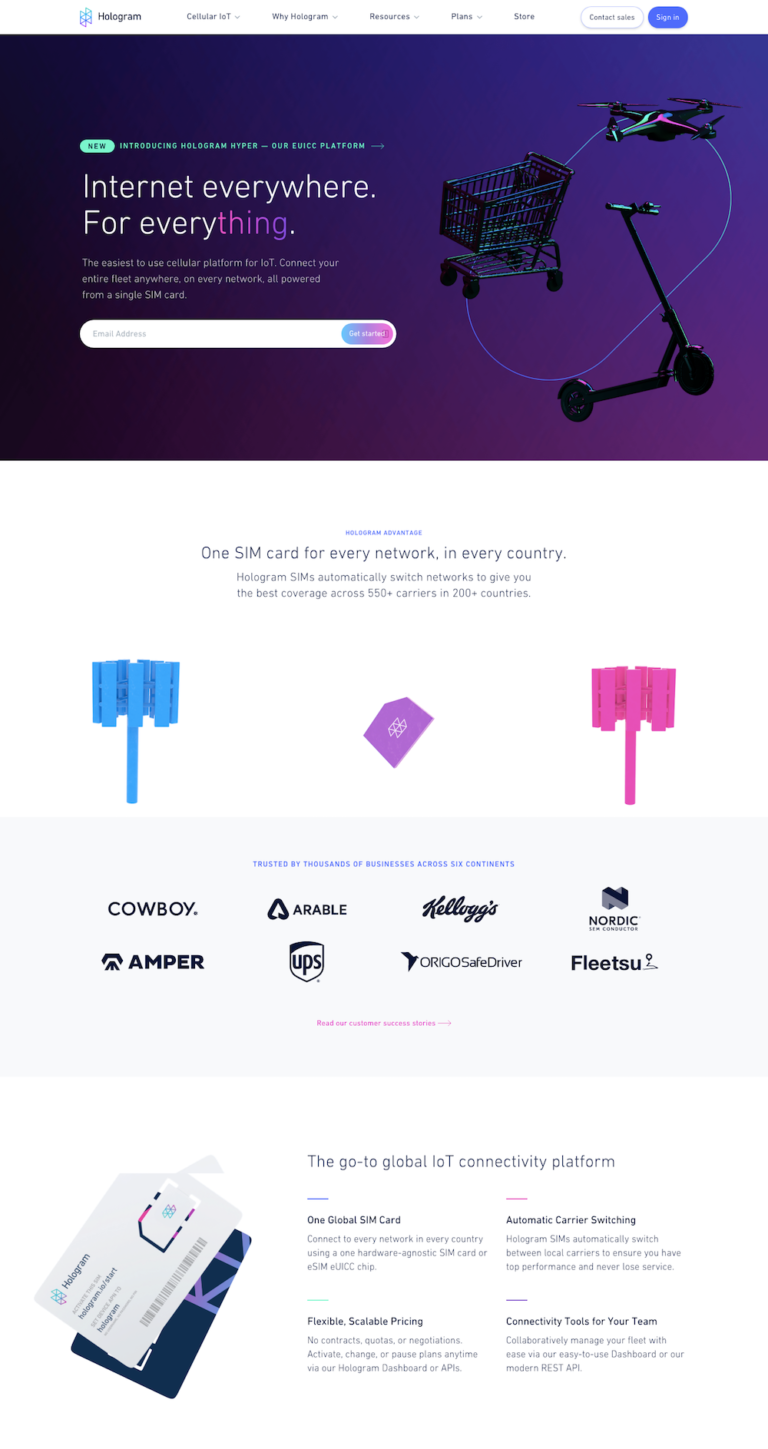 Hologram
Cellular IoT
Why Hologram
Resources
Plans
Store
Contact sales
Sign in
NEW
INTRODUCING HOLOGRAM HYPER — OUR EUICC PLATFORM
Internet everywhere.
For everything.
The easiest to use cellular platform for IoT. Connect your
entire fleet anywhere, on every network, all powered
from a single SIM card.
Email Address
Get started
HOLOGRAM ADVANTAGE
One SIM card for every network, in every country.
Hologram SIMs automatically switch networks to give you
the best coverage across 550+ carriers in 200+ countries.
TRUSTED BY THOUSANDS OF BUSINESSES ACROSS SIX CONTINENTS
COWBOY.
ARABLE
Kellogg's
NORDIC
SEMICONDUCTOR
AMPER
ups
ORIGOSafeDriver
Fleetsu
Read our customer success stories
Hologram
ACTIVATE THIS SIM
hologram.io/start
SET DEVICE APN TO
hologram
The go-to global IoT connectivity platform
One Global SIM Card
Connect to every network in every country
using a one hardware-agnostic SIM card or
eSIM eUICC chip.
Automatic Carrier Switching
Hologram SIMs automatically switch
between local carriers to ensure you have
top performance and never lose service.
Flexible, Scalable Pricing
No contracts, quotas, or negotiations.
Activate, change, or pause plans anytime
via our Hologram Dashboard or APIs.
Connectivity Tools for Your Team
Collaboratively manage your fleet with
ease via our easy-to-use Dashboard or our
modern REST API.